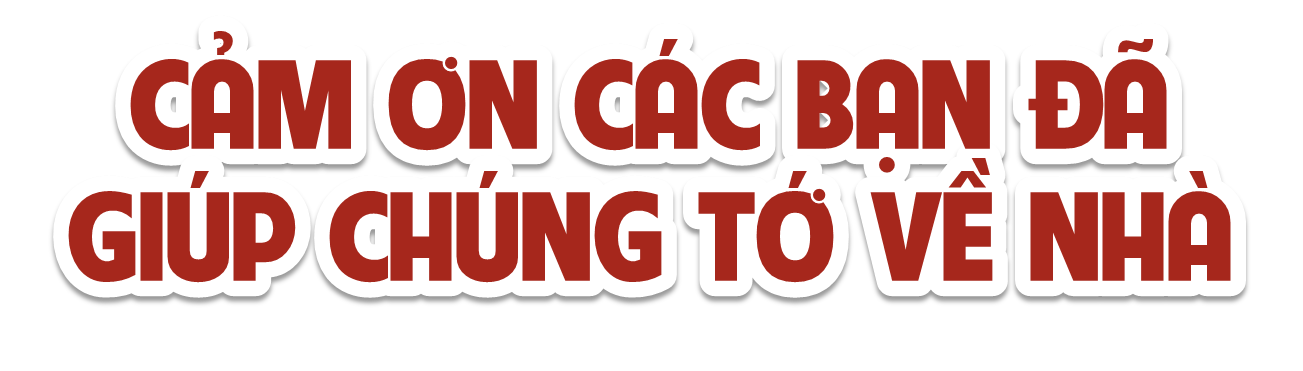 CẢM ƠN CÁC BẠN ĐÃ
GIÚP CHÚNG TỚ VỀ NHÀ